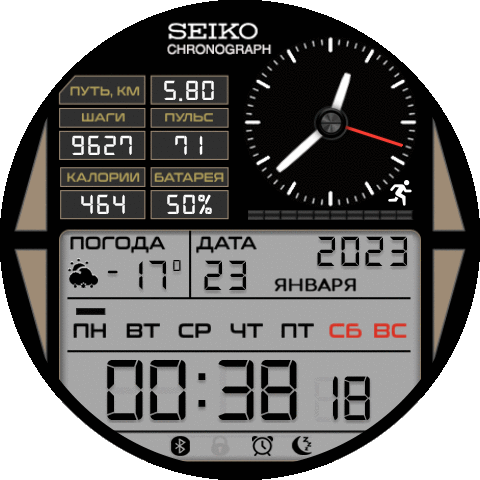 SEIKO
CHRONOGRAPH
ПУТЬ, КМ 5.80
ШАГИ ПУЛЬС
9627 71
КАЛОРИИ БАТАРЕЯ
464 50%
ПОГОДА ДАТА 2023
-17° 23 ЯНВАРЯ
ПН ВТ СР ЧТ ПТ СБ ВС
00:38 18